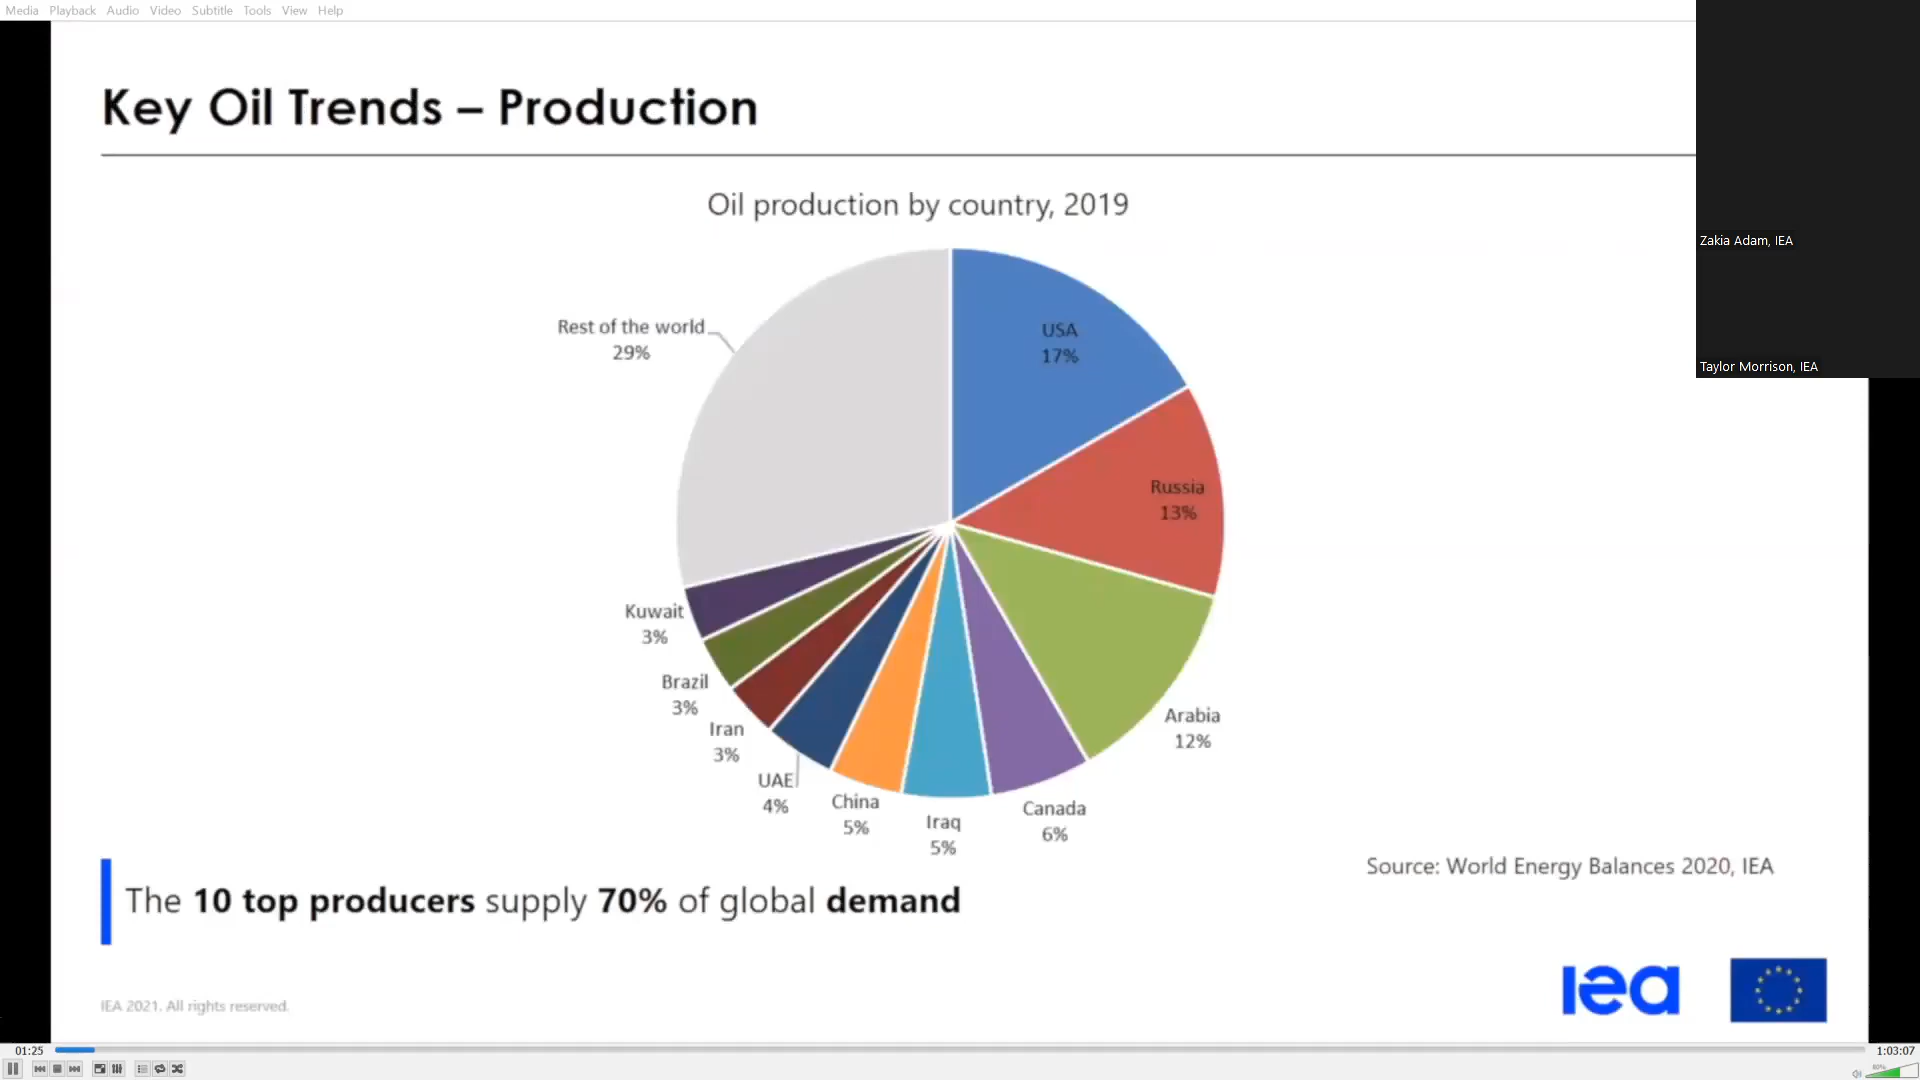 Media Playback Audio Video Subtitle Tools View Help
Key Oil Trends – Production
Zakia Adam, IEA
Taylor Morrison, IEA
Oil production by country, 2019
Rest of the world
29%
USA
17%
Russia
13%
Arabia
12%
Canada
6%
Iraq
5%
China
5%
UAE
4%
Iran
3%
Brazil
3%
Kuwait
3%
Source: World Energy Balances 2020, IEA
The 10 top producers supply 70% of global demand
iea
IEA 2021. All rights reserved.
01:25
1:03:07
80%